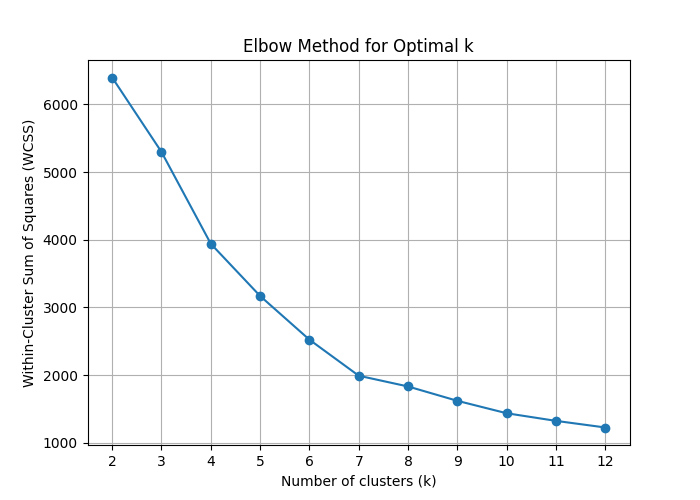 Elbow Method for Optimal k
Within-Cluster Sum of Squares (WCSS)
6000
5000
4000
3000
2000
1000
2 3 4 5 6 7 8 9 10 11 12
Number of clusters (k)